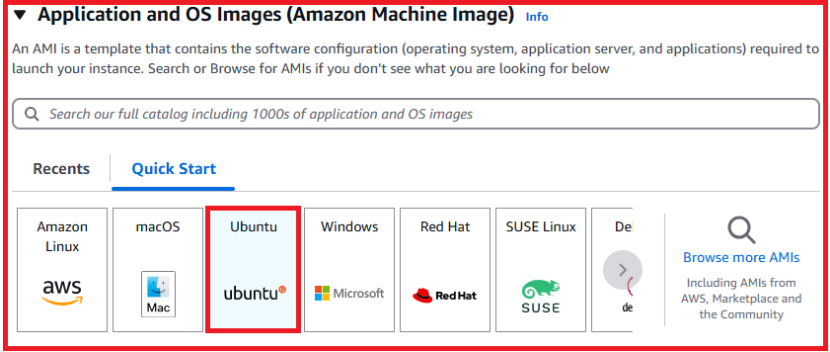 ▼ Application and OS Images (Amazon Machine Image) Info
An AMI is a template that contains the software configuration (operating system, application server, and applications) required to
launch your instance. Search or Browse for AMIs if you don't see what you are looking for below
Search our full catalog including 1000s of application and OS images
Recents
Quick Start
Amazon
Linux
aws
macOS
Mac
Ubuntu
ubuntu
Windows
Microsoft
Red Hat
Red Hat
SUSE Linux
SUSE
De
de
Browse more AMIs
Including AMIs from
AWS, Marketplace and
the Community